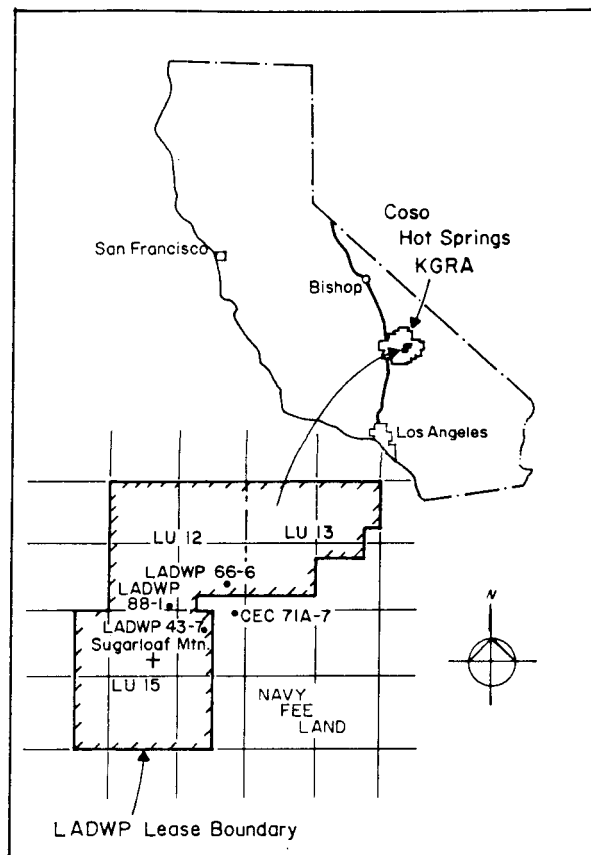 Coso
Hot Springs
KGRA
San Francisco
Bishop
Los Angeles
LU 12
LU 13
LADWP 66-6
LADWP
88-1
CEC 71A-7
LADWP 43-7
Sugarloaf Mtn.
LU 15
NAVY
FEE
LAND
N
LADWP Lease Boundary